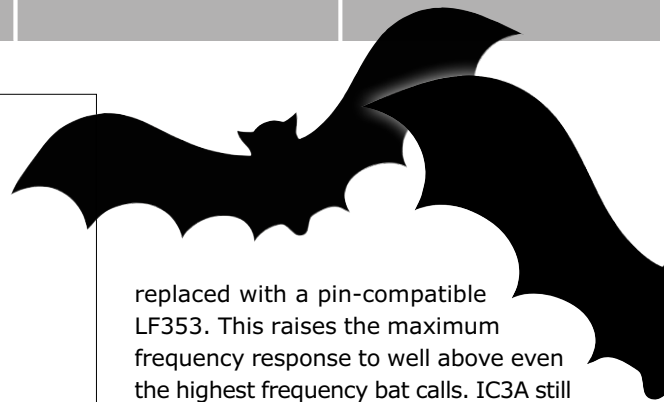 replaced with a pin-compatible
LF353. This raises the maximum
frequency response to well above even
the highest frequency bat calls. IC3A still